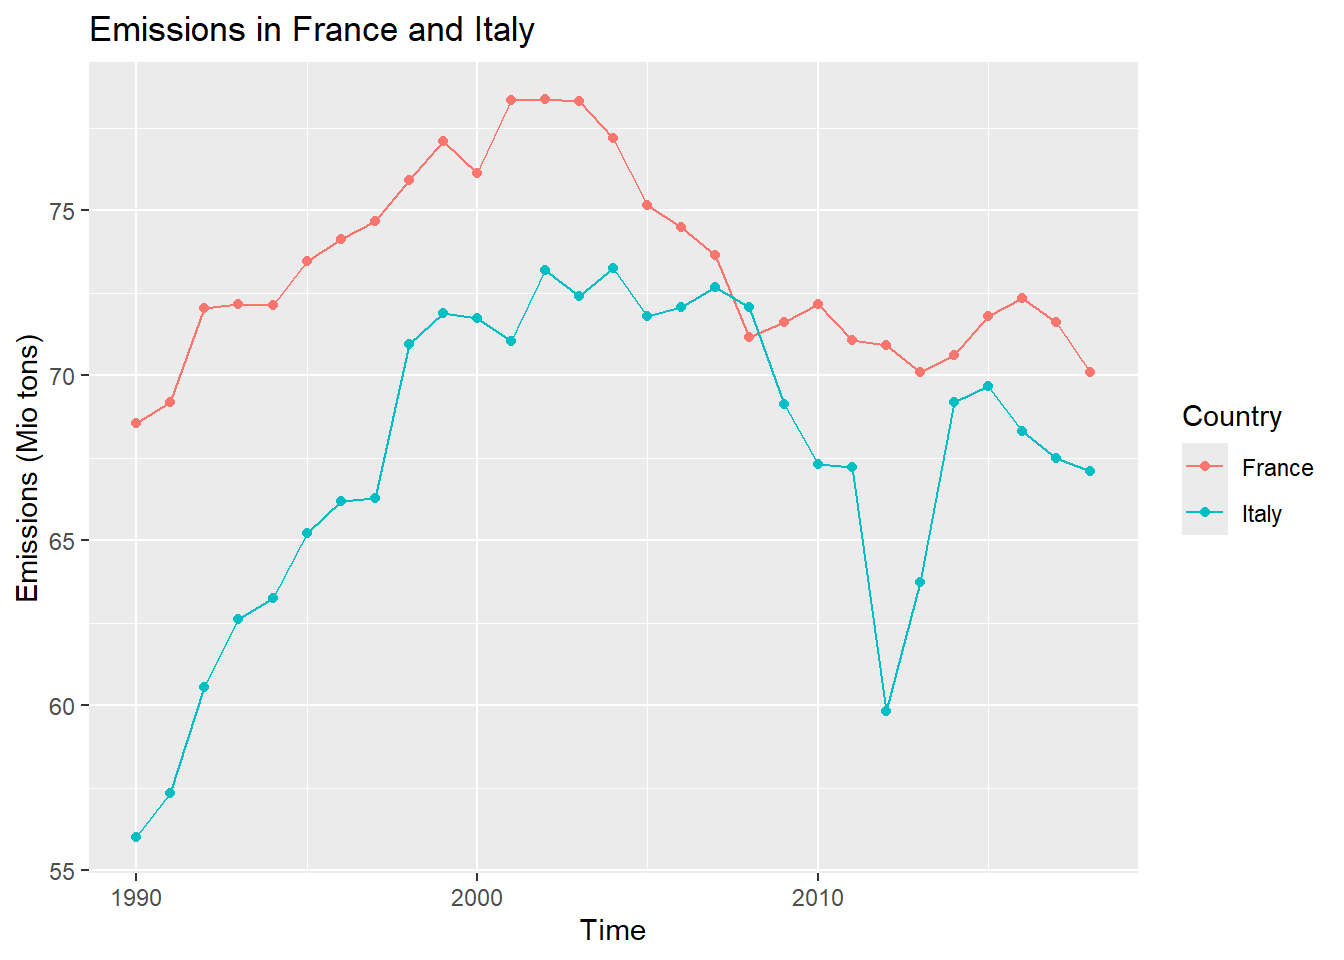 Emissions in France and Italy
Emissions (Mio tons)
75
70
65
60
55
1990
2000
2010
Time
Country
France
Italy